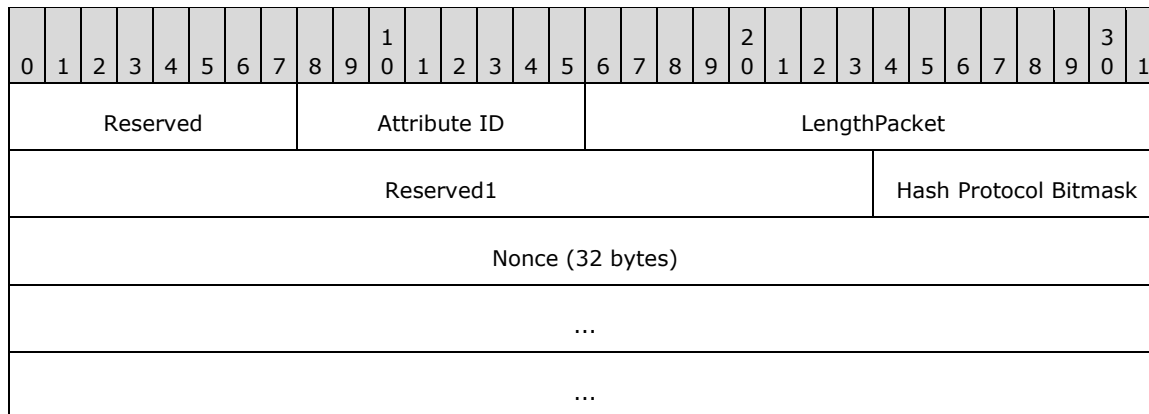 0 1 2 3 4 5 6 7 8 9 1 0 1 2 3 4 5 6 7 8 9 2 0 1 2 3 4 5 6 7 8 9 3 0 1
Reserved Attribute ID LengthPacket
Reserved1 Hash Protocol Bitmask
Nonce (32 bytes)
...
...